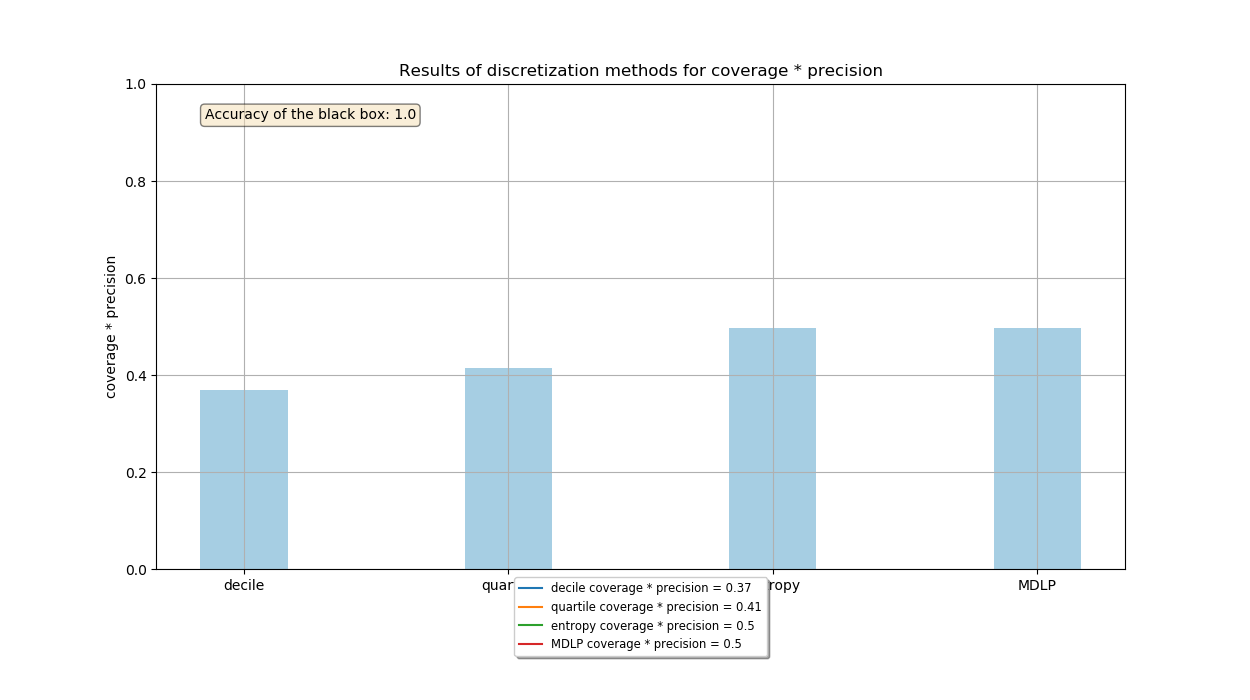 Results of discretization methods for coverage * precision
Accuracy of the black box: 1.0
coverage * precision
1.0
0.8
0.6
0.4
0.2
0.0
decile
MDLP
decile coverage * precision = 0.37
quartile coverage * precision = 0.41
entropy coverage * precision = 0.5
MDLP coverage * precision = 0.5